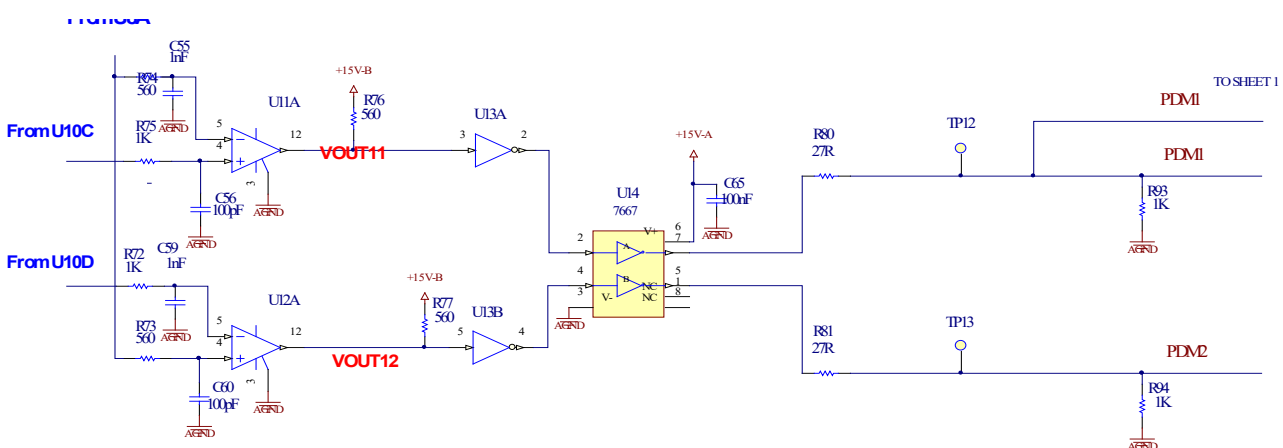 C55
1nF
R74
560
AGND
+15V-B
R76
560
U11A
From U10C
R75
1K
5
4
12
3
AGND
VOUT11
C56
100pF
AGND
U13A
3
2
+15V-A
C65
100nF
AGND
U14
7667
V+
6
7
2
A
4
B
3
V-
NC
NC
5
1
8
AGND
R80
27R
TP12
TO SHEET 1
PDM1
PDM1
R93
1K
AGND
From U10D
R72
1K
C59
1nF
AGND
R73
560
U12A
5
4
12
3
AGND
C60
100pF
AGND
+15V-B
R77
560
VOUT12
U13B
5
4
R81
27R
TP13
PDM2
R94
1K
AGND